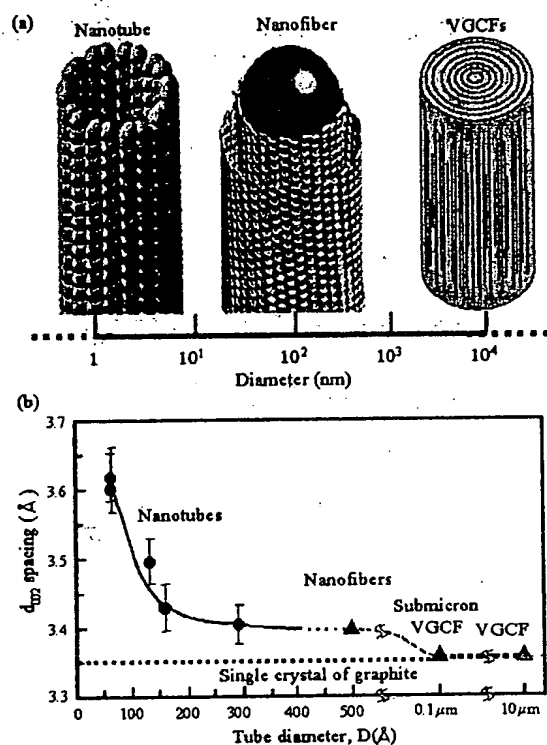 (a)
Nanotube
Nanofiber
VGCFs
1 10¹ 10² 10³ 10⁴
Diameter (nm)
(b)
3.7
3.6
3.5
3.4
3.3
d₀₀₂ spacing (Å)
Nanotubes
Nanofibers
Submicron
VGCF VGCF
Single crystal of graphite
0 100 200 300 400 500 0.1μm 10μm
Tube diameter, D(Å)